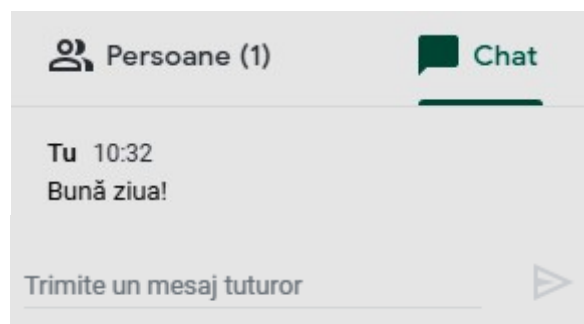 Persoane (1) Chat
Tu 10:32
Bună ziua!
Trimite un mesaj tuturor